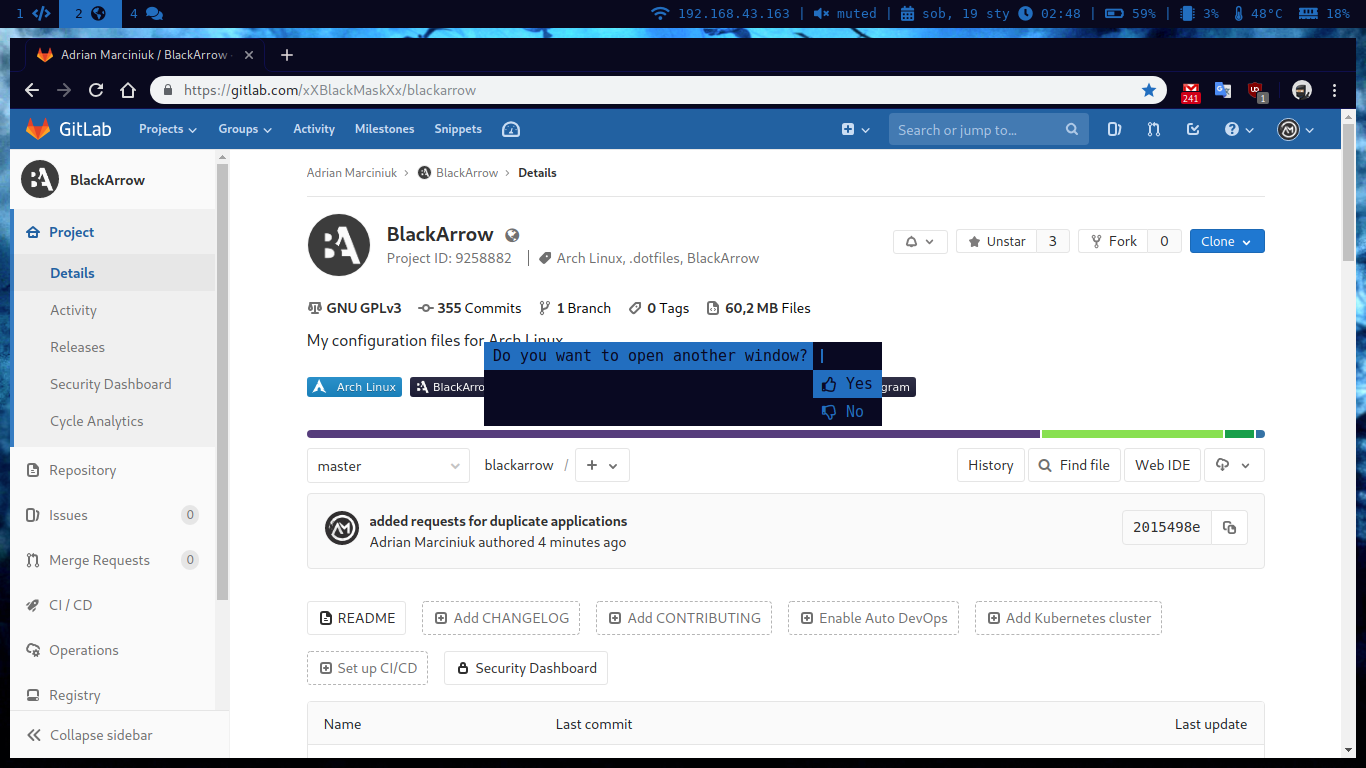 1 2 4 192.168.43.163 | muted | sob, 19 sty 02:48 | 59% | 3% 48°C 18%
Adrian Marciniuk / BlackArrow
https://gitlab.com/xXBlackMaskXx/blackarrow
241 1
GitLab Projects Groups Activity Milestones Snippets Search or jump to...
BlackArrow
Project
Details
Activity
Releases
Security Dashboard
Cycle Analytics
Repository
Issues 0
Merge Requests 0
CI / CD
Operations
Registry
Collapse sidebar
Adrian Marciniuk > BlackArrow > Details
BlackArrow
Project ID: 9258882 | Arch Linux, .dotfiles, BlackArrow
Unstar 3 Fork 0 Clone
GNU GPLv3 355 Commits 1 Branch 0 Tags 60,2 MB Files
My configuration files for Arch Linux
Do you want to open another window?
Yes
No
Arch Linux BlackArro gram
master blackarrow / + History Find file Web IDE
added requests for duplicate applications
Adrian Marciniuk authored 4 minutes ago
2015498e
README Add CHANGELOG Add CONTRIBUTING Enable Auto DevOps Add Kubernetes cluster
Set up CI/CD Security Dashboard
Name Last commit Last update